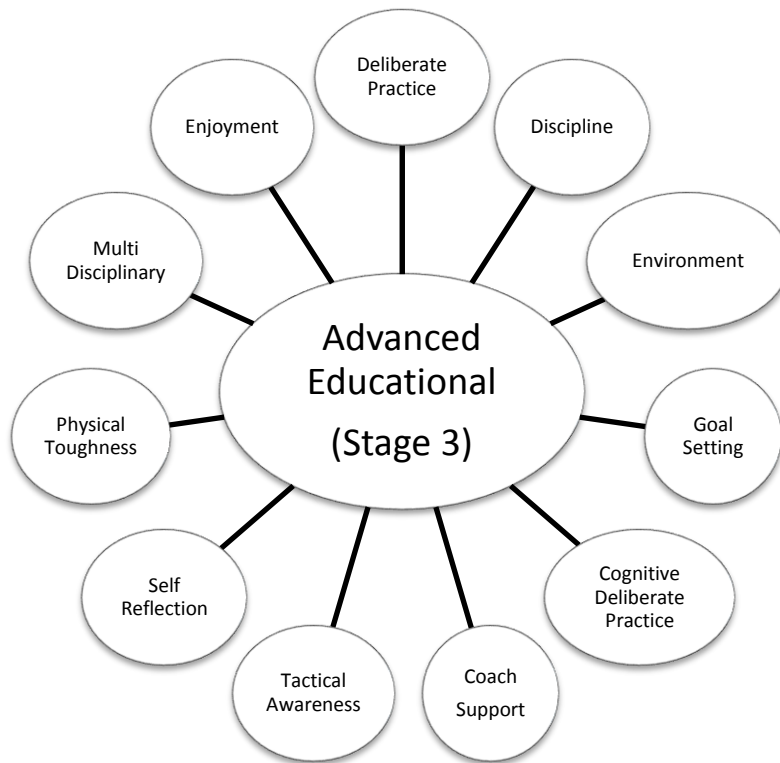 Deliberate
Practice
Enjoyment
Discipline
Multi
Disciplinary
Environment
Advanced
Educational
(Stage 3)
Physical
Toughness
Goal
Setting
Self
Reflection
Cognitive
Deliberate
Practice
Tactical
Awareness
Coach
Support